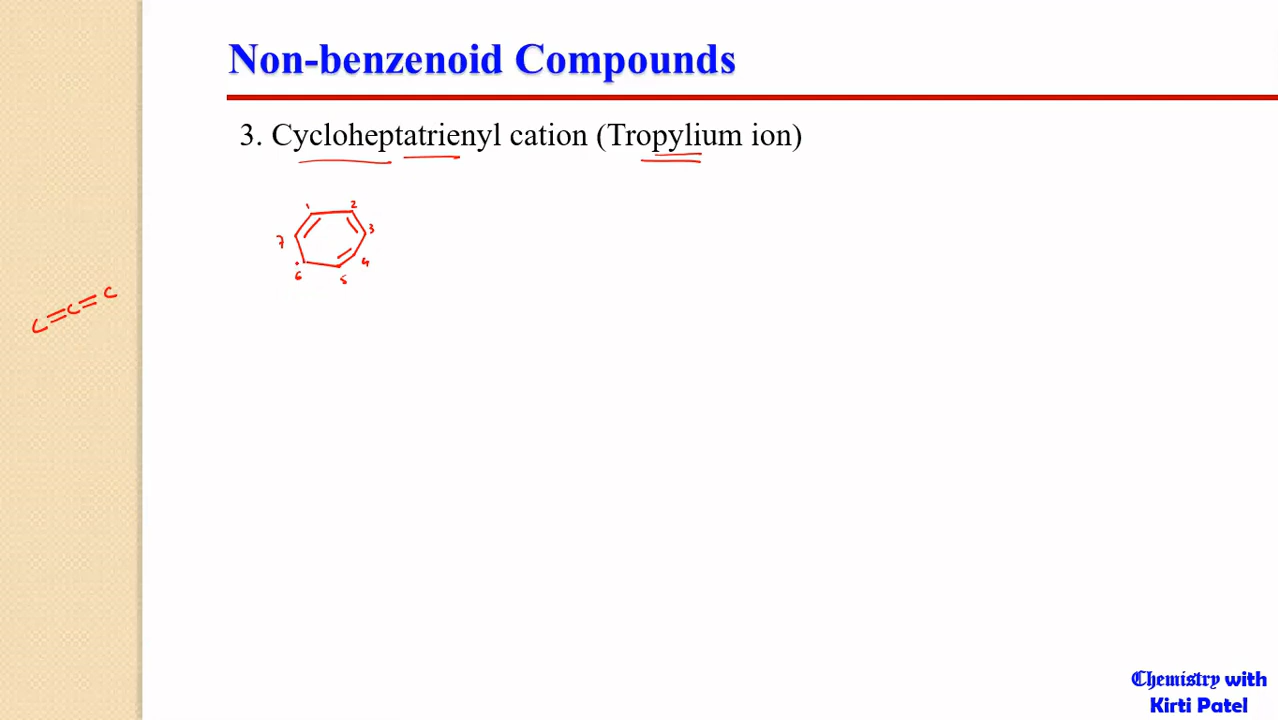 Non-benzenoid Compounds
3. Cycloheptatrienyl cation (Tropylium ion)
1 2
7 3
6 5 4
C=C=C
Chemistry with
Kirti Patel